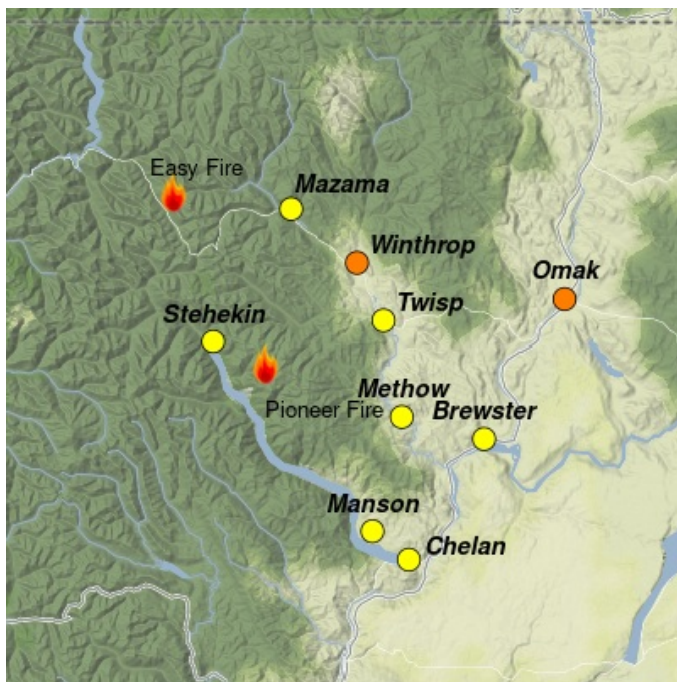 Easy Fire
Mazama
Winthrop
Omak
Twisp
Stehekin
Methow
Pioneer Fire
Brewster
Manson
Chelan